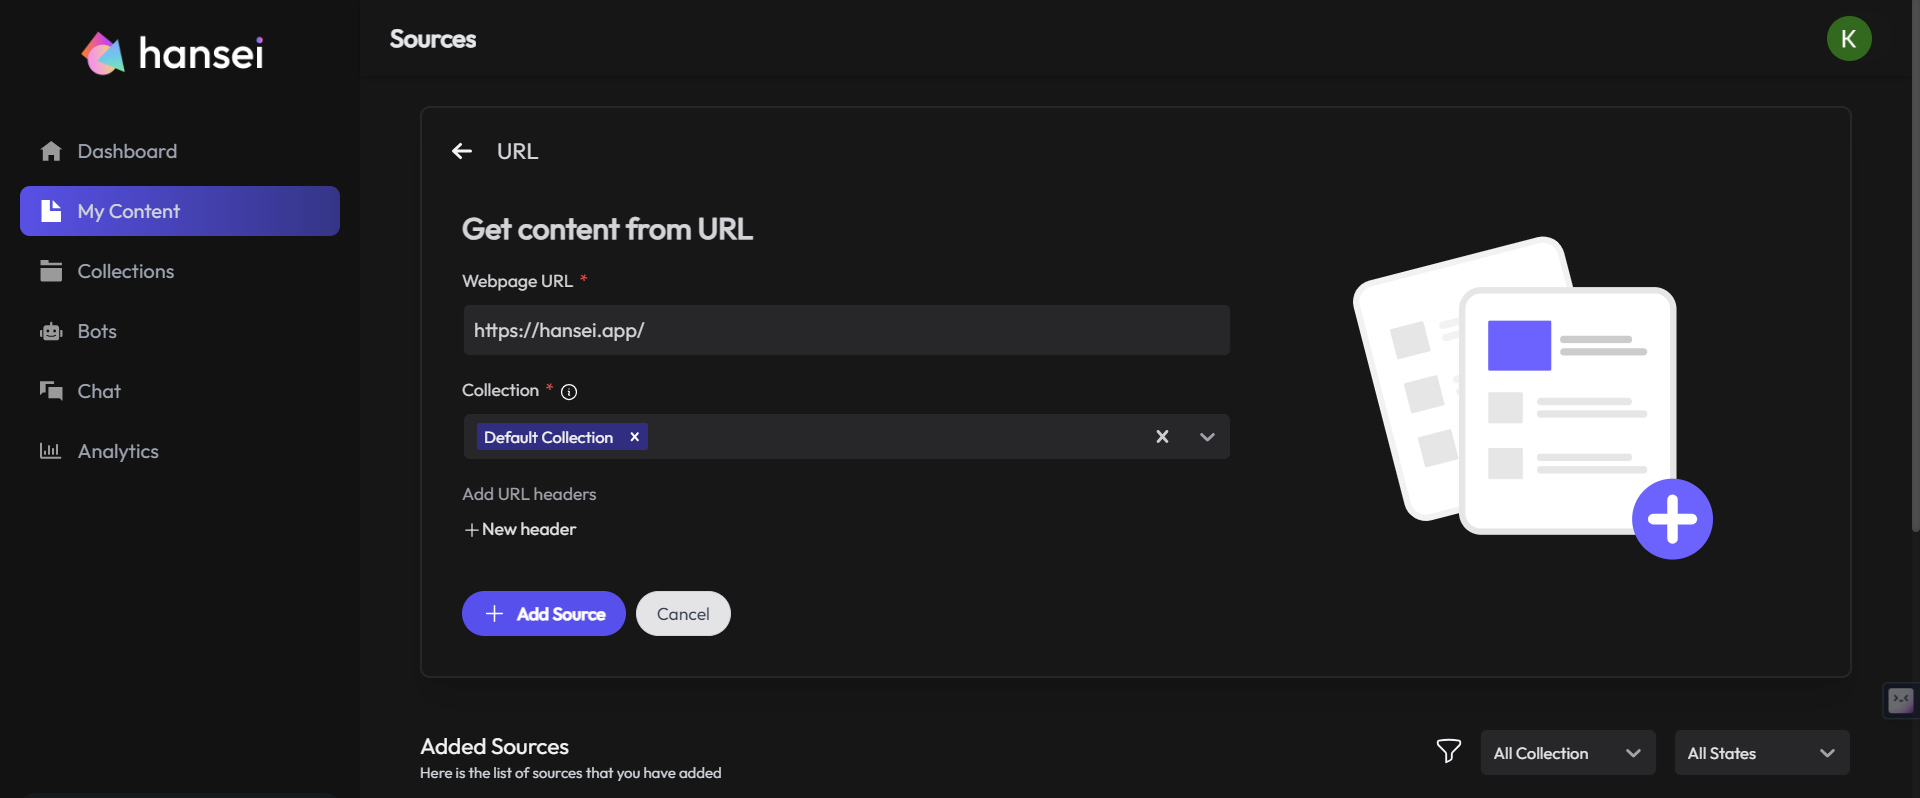 hansei
Sources
K
Dashboard
My Content
Collections
Bots
Chat
Analytics
URL
Get content from URL
Webpage URL *
https://hansei.app/
Collection *
Default Collection
Add URL headers
New header
Add Source
Cancel
Added Sources
Here is the list of sources that you have added
All Collection
All States